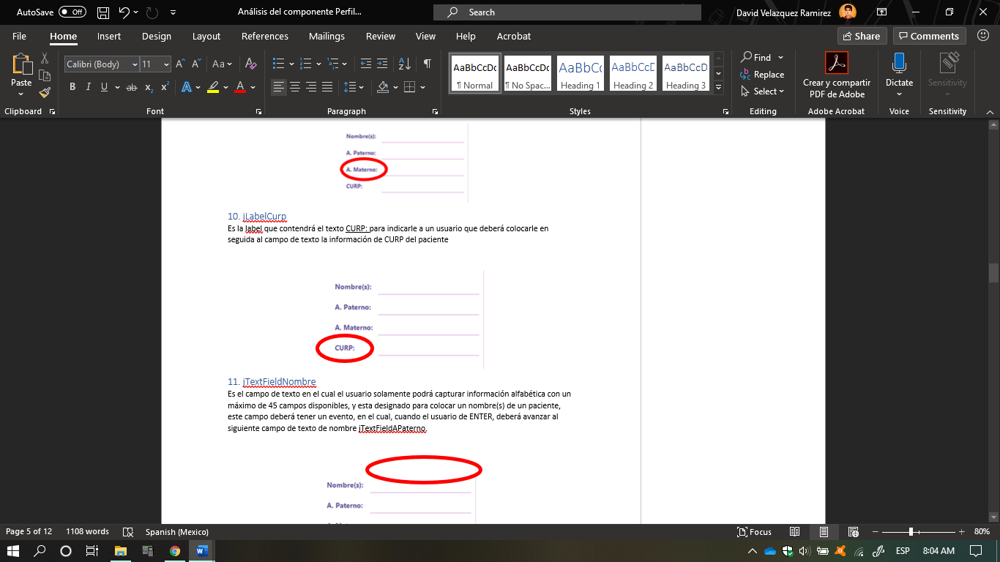 AutoSave Off Análisis del componente Perfil... Search David Velazquez Ramirez
File Home Insert Design Layout References Mailings Review View Help Acrobat Share Comments
Paste
Calibri (Body) 11
AaBbCcDc AaBbCcDc AaBbCc AaBbCcD AaBbCcD
¶ Normal ¶ No Spac... Heading 1 Heading 2 Heading 3
Find
Replace
Select
Crear y compartir
PDF de Adobe
Dictate
Sensitivity
Clipboard Font Paragraph Styles Editing Adobe Acrobat Voice Sensitivity
Nombre(s):
A. Paterno:
A. Materno:
CURP:
10. jLabelCurp
Es la label que contendrá el texto CURP: para indicarle a un usuario que deberá colocarle en
seguida al campo de texto la información de CURP del paciente
Nombre(s):
A. Paterno:
A. Materno:
CURP:
11. jTextFieldNombre
Es el campo de texto en el cual el usuario solamente podrá capturar información alfabética con un
máximo de 45 campos disponibles, y esta designado para colocar un nombre(s) de un paciente,
este campo deberá tener un evento, en el cual, cuando el usuario de ENTER, deberá avanzar al
siguiente campo de texto de nombre jTextFieldAPaterno.
Nombre(s):
A. Paterno:
Page 5 of 12 1108 words Spanish (Mexico) Focus 80%
ESP 8:04 AM